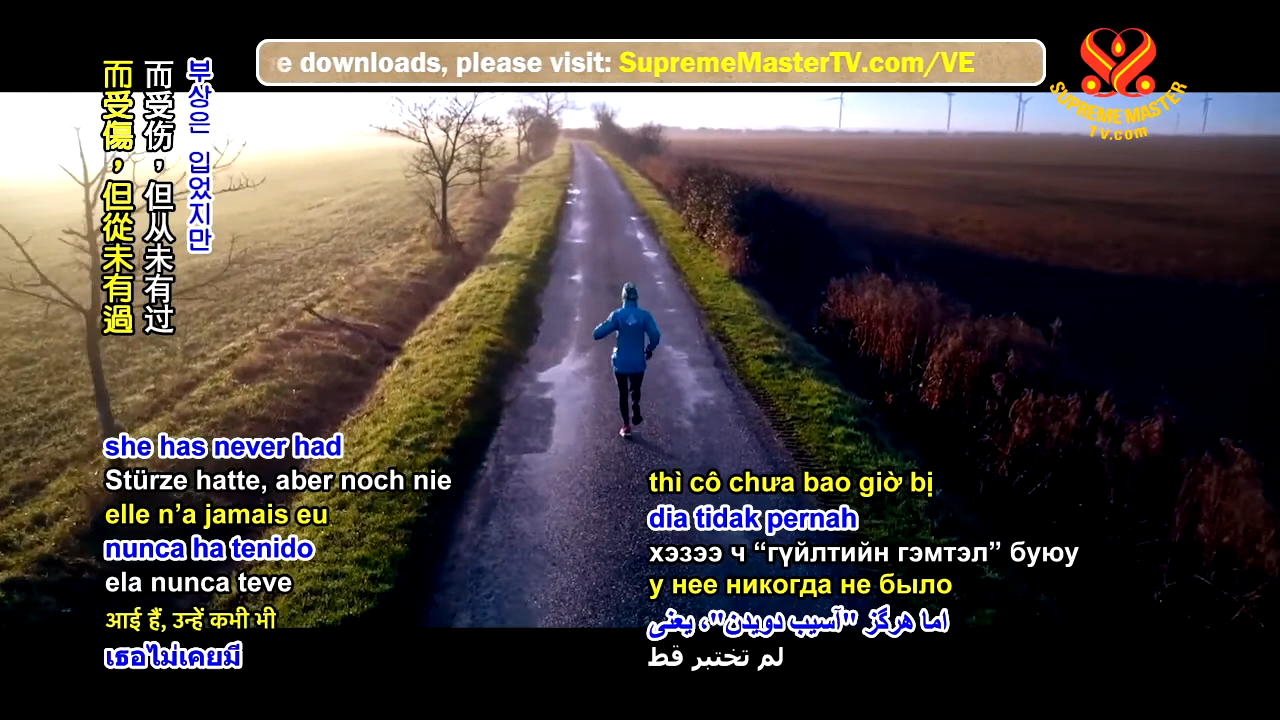 e downloads, please visit: SupremeMasterTV.com/VE
SUPREME MASTER
TV.com
부상은 입었지만
而受伤，但从未有过
而受傷，但從未有過
she has never had
Stürze hatte, aber noch nie
elle n’a jamais eu
nunca ha tenido
ela nunca teve
आई हैं, उन्हें कभी भी
เธอไม่เคยมี
thì cô chưa bao giờ bị
dia tidak pernah
хэзээ ч “гүйлтийн гэмтэл” буюу
у нее никогда не было
اما هرگز "آسیب دویدن"، یعنی
لم تختبر قط